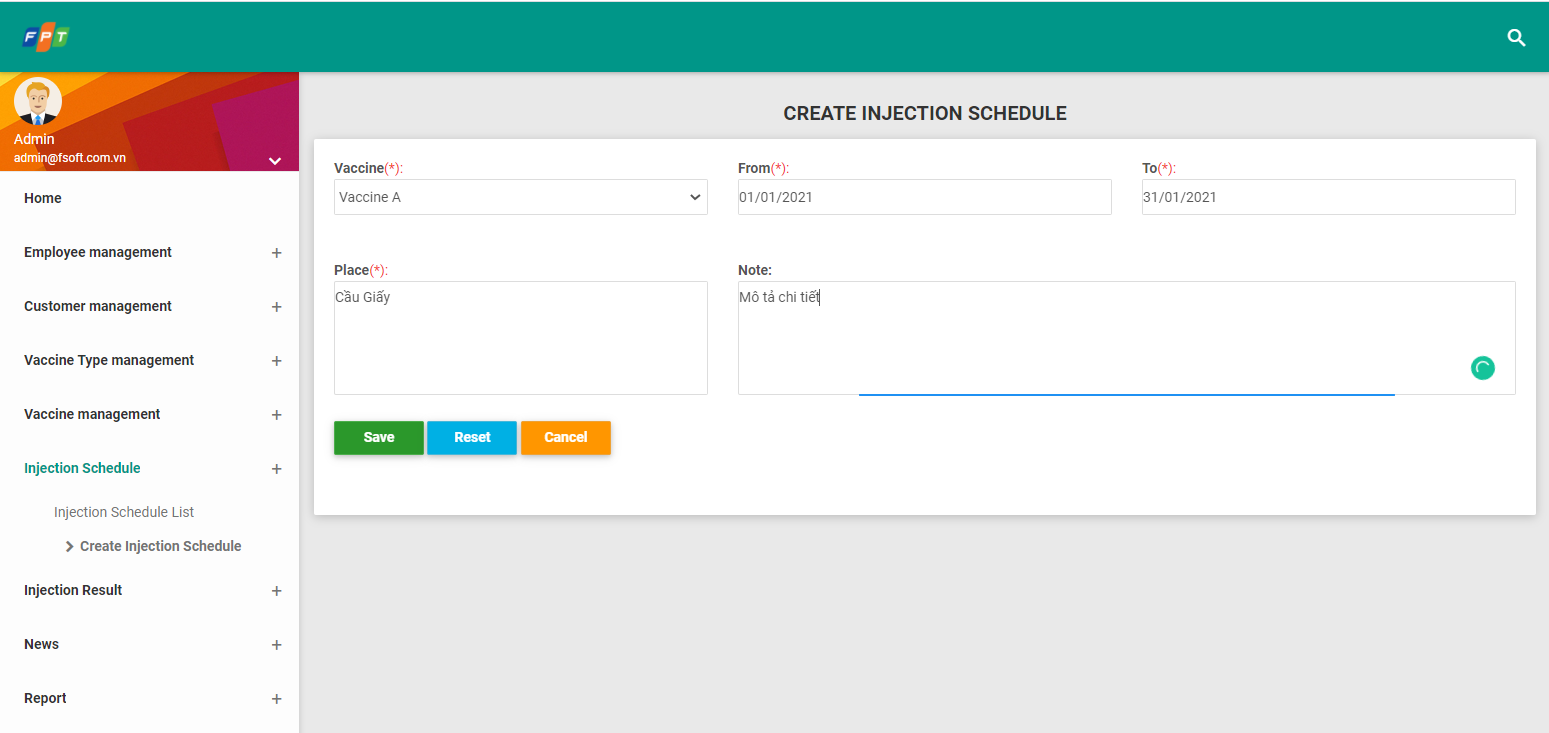 FPT
Admin
admin@fsoft.com.vn
Home
Employee management
Customer management
Vaccine Type management
Vaccine management
Injection Schedule
Injection Schedule List
Create Injection Schedule
Injection Result
News
Report
CREATE INJECTION SCHEDULE
Vaccine(*):
Vaccine A
From(*):
01/01/2021
To(*):
31/01/2021
Place(*):
Cầu Giấy
Note:
Mô tả chi tiết
Save
Reset
Cancel